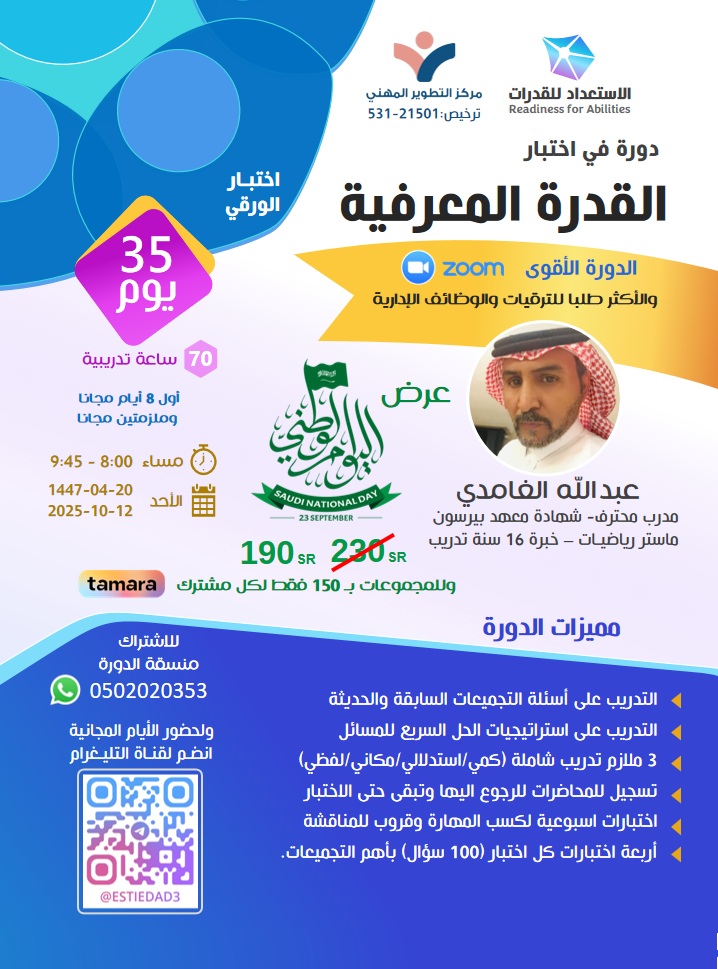 الاستعداد للقدرات
Readiness for Abilities
مركز التطوير المهني
ترخيص:21501-531
دورة في اختبار
القدرة المعرفية
اختبار
الورقي
الدورة الأقوى zoom
والأكثر طلبا للترقيات والوظائف الإدارية
35
يوم
70 ساعة تدريبية
أول 8 أيام مجانا
وملزمتين مجانا
مساء 8:00 - 9:45
الأحد
1447-04-20
2025-10-12
عرض
اليوم الوطني
SAUDI NATIONAL DAY
23 SEPTEMBER
عبدالله الغامدي
مدرب محترف- شهادة معهد بيرسون
ماستر رياضيات – خبرة 16 سنة تدريب
230 SR
190 SR
وللمجموعات بـ 150 فقط لكل مشترك
tamara
مميزات الدورة
التدريب على أسئلة التجميعات السابقة والحديثة
التدريب على استراتيجيات الحل السريع للمسائل
3 ملازم تدريب شاملة (كمي/استدلالي/مكاني/لفظي)
تسجيل للمحاضرات للرجوع اليها وتبقى حتى الاختبار
اختبارات اسبوعية لكسب المهارة وقروب للمناقشة
أربعة اختبارات كل اختبار (100 سؤال) بأهم التجميعات.
للاشتراك
منسقة الدورة
0502020353
ولحضور الأيام المجانية
انضم لقناة التليغرام
@ESTIEDAD3